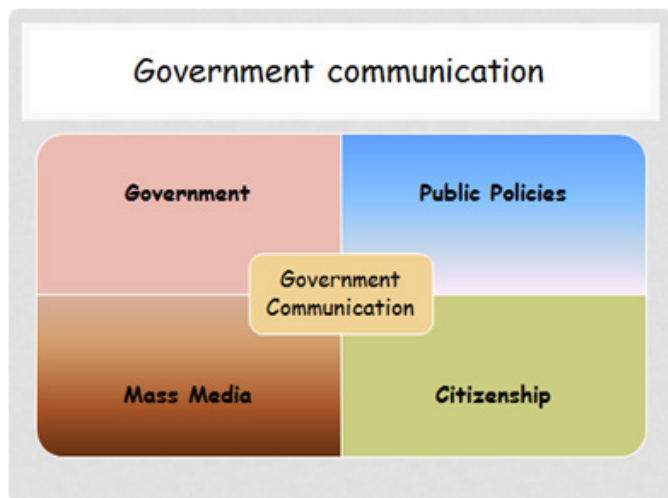 Government communication
Government
Public Policies
Government
Communication
Mass Media
Citizenship